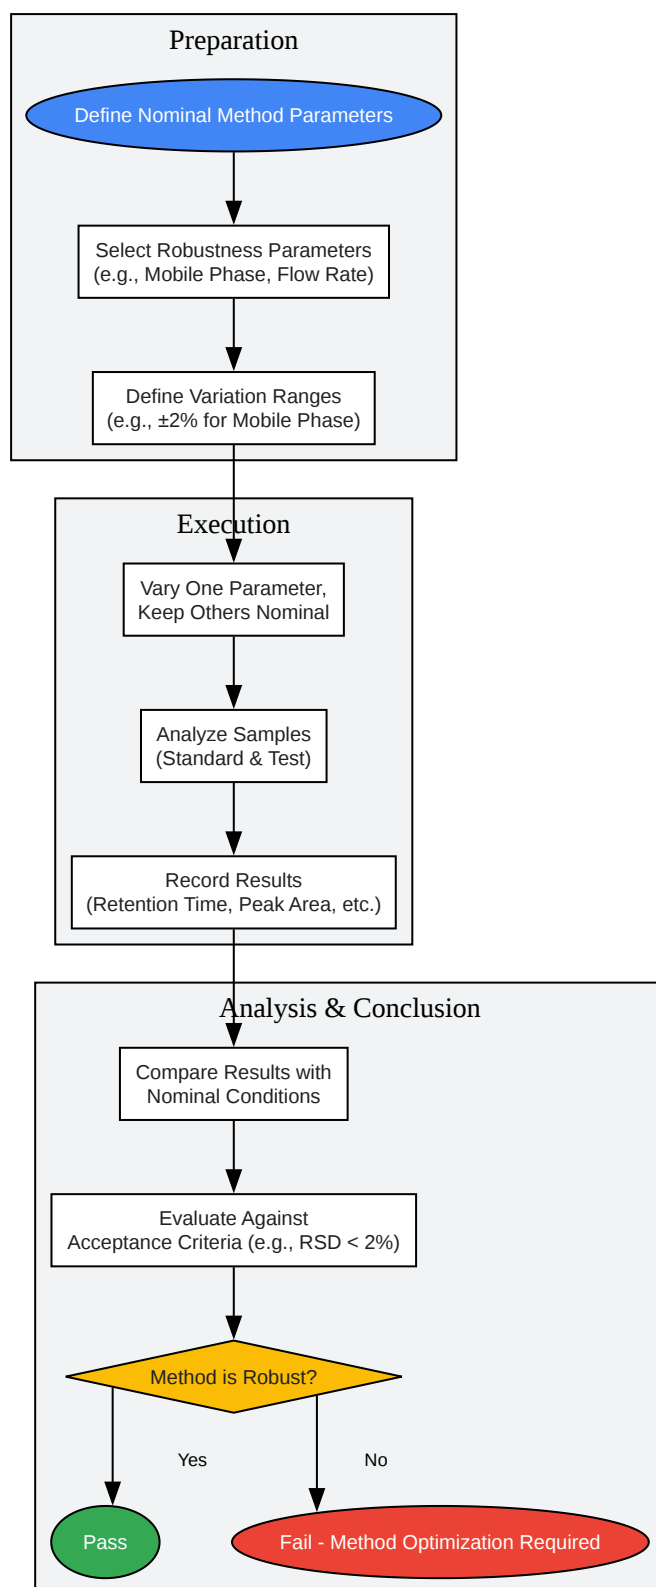 Preparation
Define Nominal Method Parameters
Select Robustness Parameters
(e.g., Mobile Phase, Flow Rate)
Define Variation Ranges
(e.g., ±2% for Mobile Phase)
Execution
Vary One Parameter,
Keep Others Nominal
Analyze Samples
(Standard & Test)
Record Results
(Retention Time, Peak Area, etc.)
Analysis & Conclusion
Compare Results with
Nominal Conditions
Evaluate Against
Acceptance Criteria (e.g., RSD < 2%)
Method is Robust?
Yes
No
Pass
Fail - Method Optimization Required